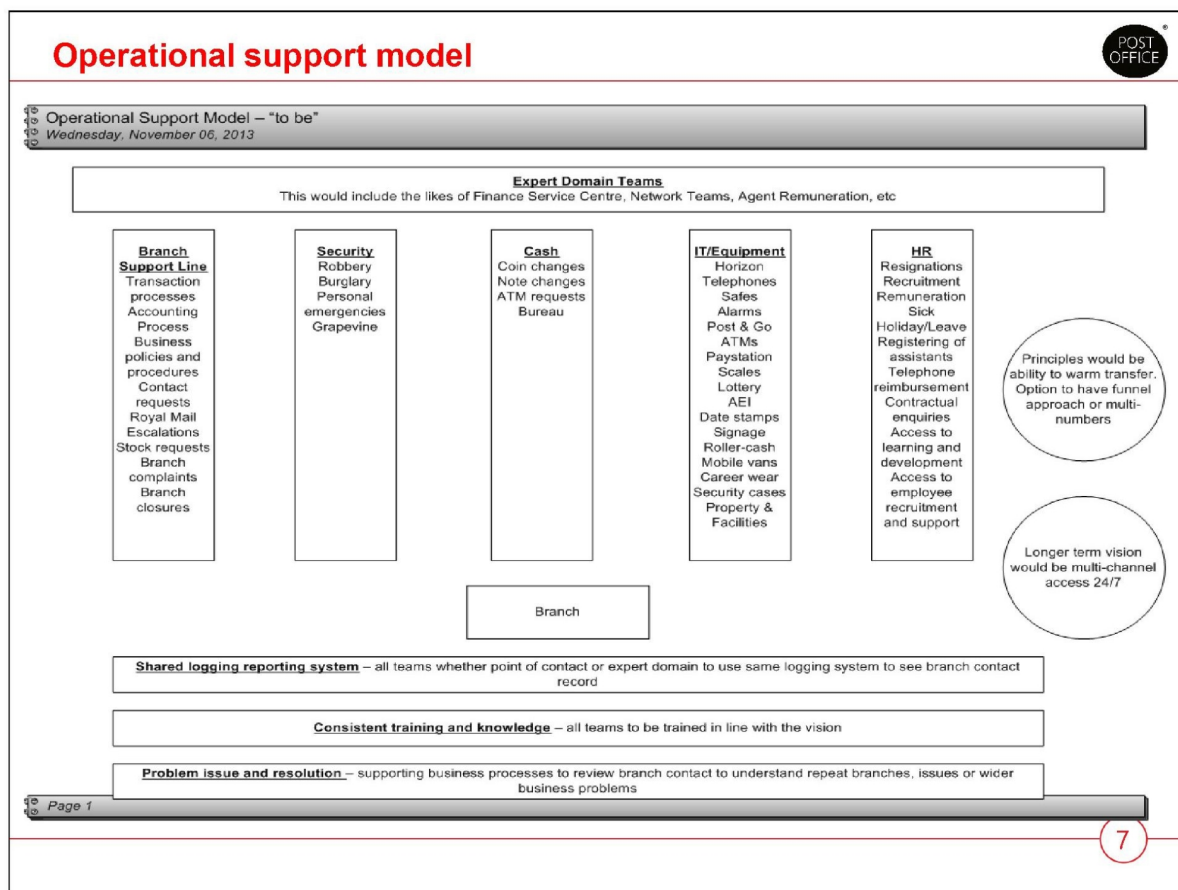 Operational support model
POST
OFFICE
®
Operational Support Model – "to be"
Wednesday, November 06, 2013
Expert Domain Teams
This would include the likes of Finance Service Centre, Network Teams, Agent Remuneration, etc
Branch
Support Line
Transaction
processes
Accounting
Process
Business
policies and
procedures
Contact
requests
Royal Mail
Escalations
Stock requests
Branch
complaints
Branch
closures
Security
Robbery
Burglary
Personal
emergencies
Grapevine
Cash
Coin changes
Note changes
ATM requests
Bureau
IT/Equipment
Horizon
Telephones
Safes
Alarms
Post & Go
ATMs
Paystation
Scales
Lottery
AEI
Date stamps
Signage
Roller-cash
Mobile vans
Career wear
Security cases
Property &
Facilities
HR
Resignations
Recruitment
Remuneration
Sick
Holiday/Leave
Registering of
assistants
Telephone
reimbursement
Contractual
enquiries
Access to
learning and
development
Access to
employee
recruitment
and support
Principles would be
ability to warm transfer.
Option to have funnel
approach or multi-
numbers
Longer term vision
would be multi-channel
access 24/7
Branch
Shared logging reporting system – all teams whether point of contact or expert domain to use same logging system to see branch contact
record
Consistent training and knowledge – all teams to be trained in line with the vision
Problem issue and resolution – supporting business processes to review branch contact to understand repeat branches, issues or wider
business problems
Page 1
7